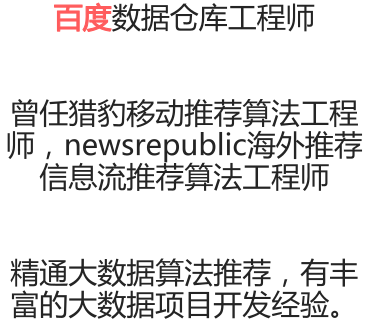 百度数据仓库工程师
曾任猎豹移动推荐算法工程
师，newsrepublic海外推荐
信息流推荐算法工程师
精通大数据算法推荐，有丰
富的大数据项目开发经验。